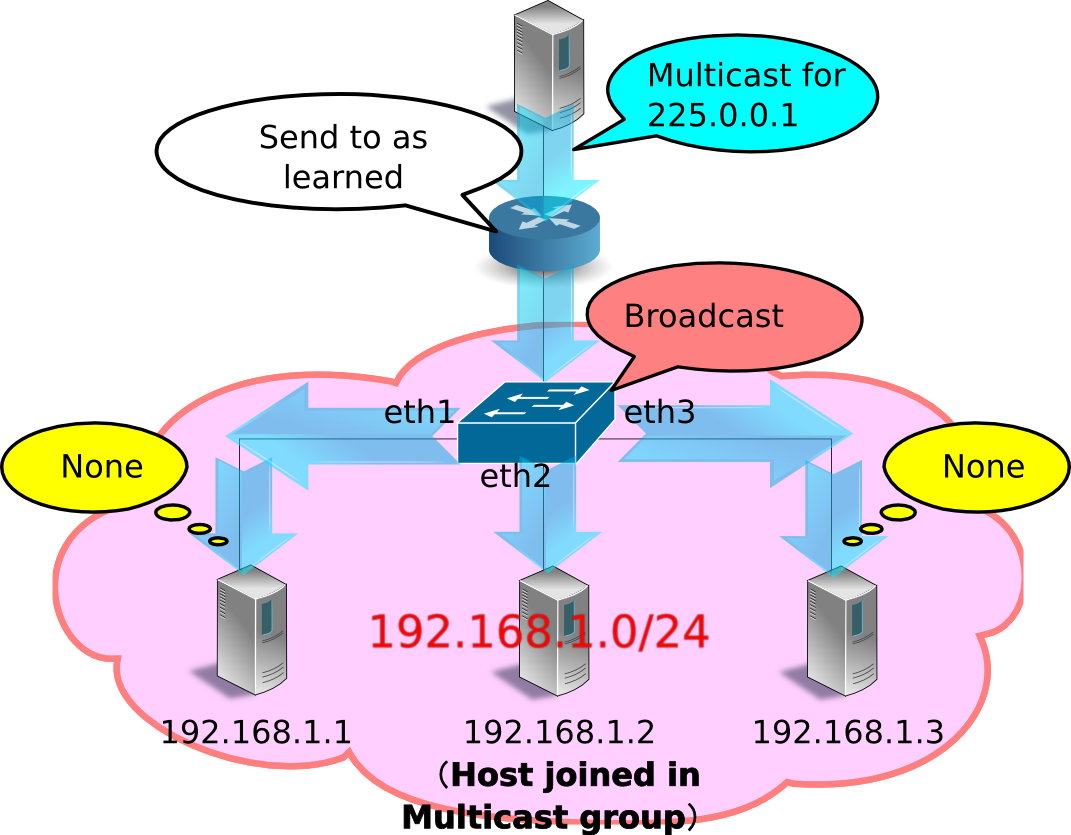 Multicast for
225.0.0.1
Send to as
learned
Broadcast
eth1
eth3
None
None
eth2
192.168.1.0/24
192.168.1.1
192.168.1.2
192.168.1.3
（Host joined in
Multicast group）